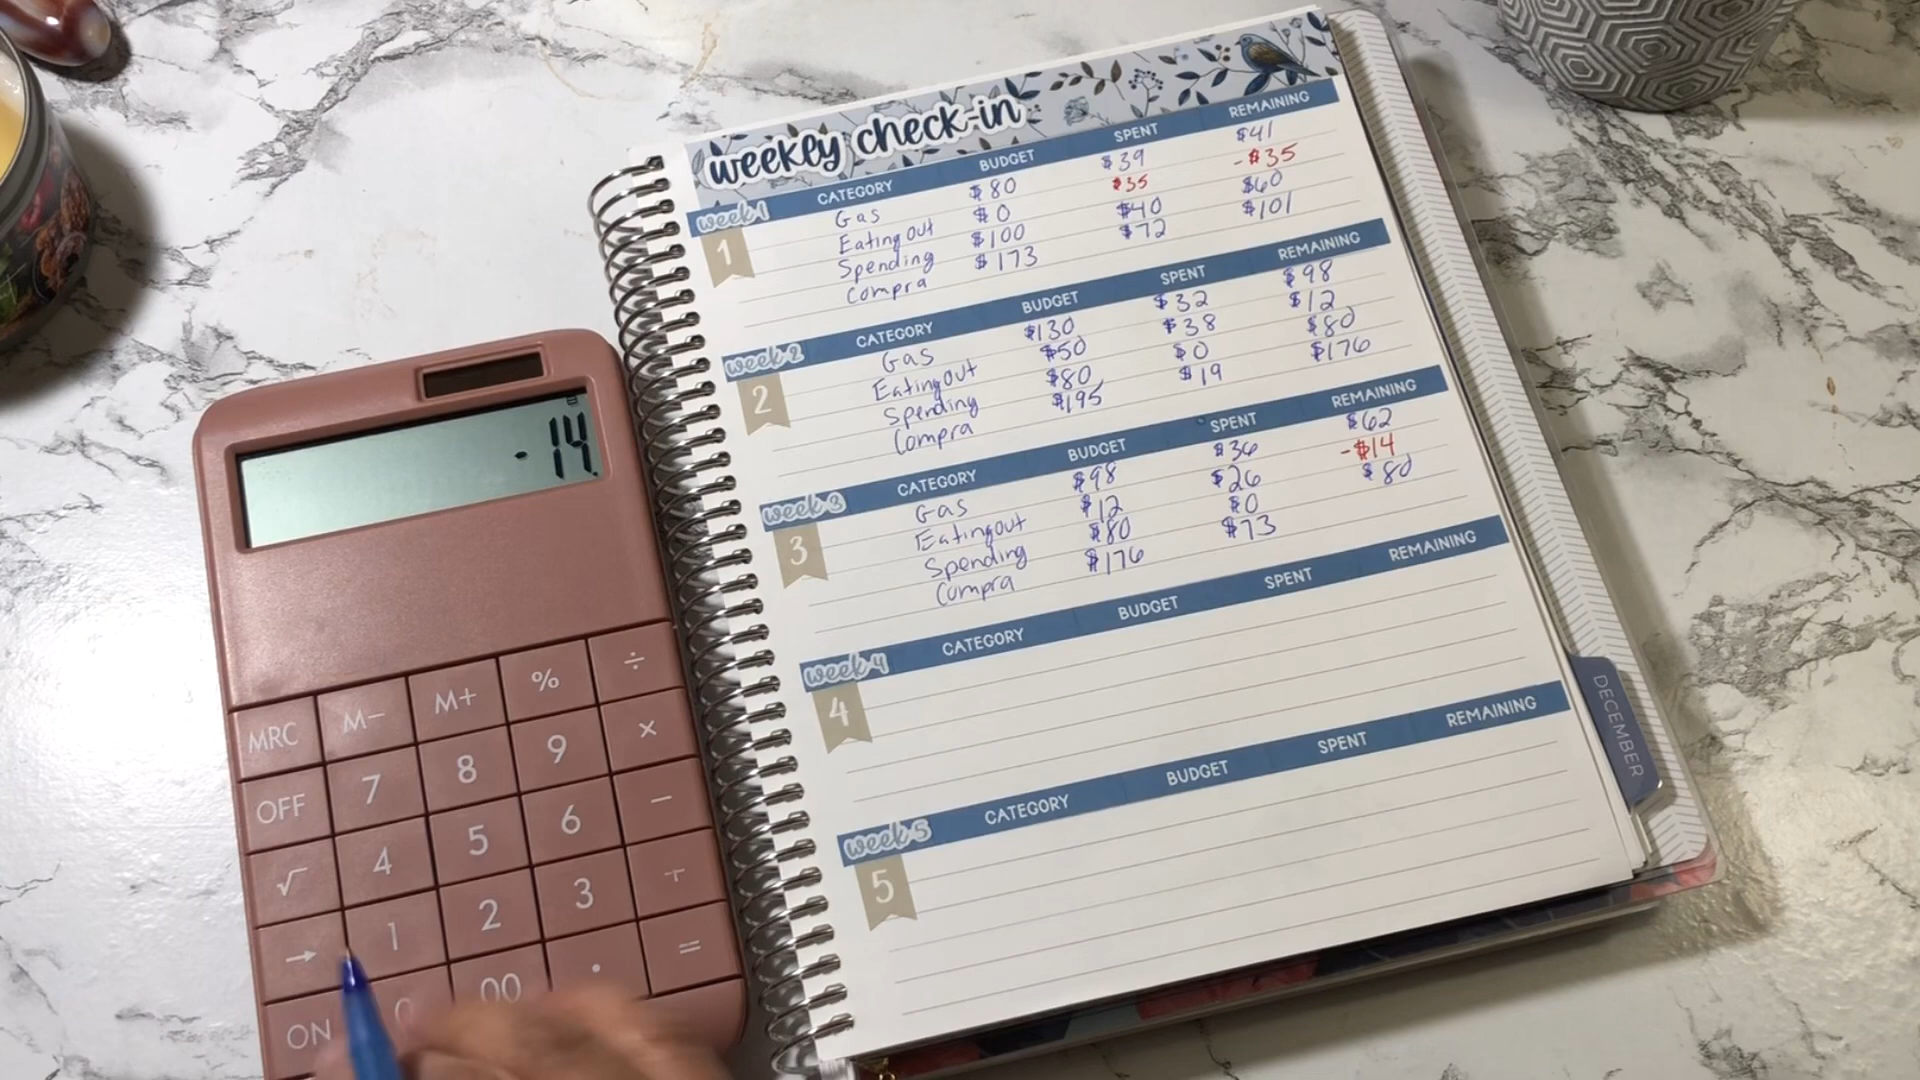 weekly check-in
week 1 CATEGORY BUDGET SPENT REMAINING
1
Gas $80 $39 $41
Eating out $0 $35 -$35
Spending $100 $40 $60
Compra $173 $72 $101
week 2 CATEGORY BUDGET SPENT REMAINING
2
Gas $130 $32 $98
Eating out $50 $38 $12
Spending $80 $0 $80
Compra $195 $19 $176
week 3 CATEGORY BUDGET SPENT REMAINING
3
Gas $98 $36 $62
Eating out $12 $26 -$14
Spending $80 $0 $80
Compra $176 $73
week 4 CATEGORY BUDGET SPENT REMAINING
4
week 5 CATEGORY BUDGET SPENT REMAINING
5
DECEMBER
-14.
MRC M− M+ % ÷
OFF 7 8 9 ×
√ 4 5 6 −
→ 1 2 3 +
ON 0 00 . =